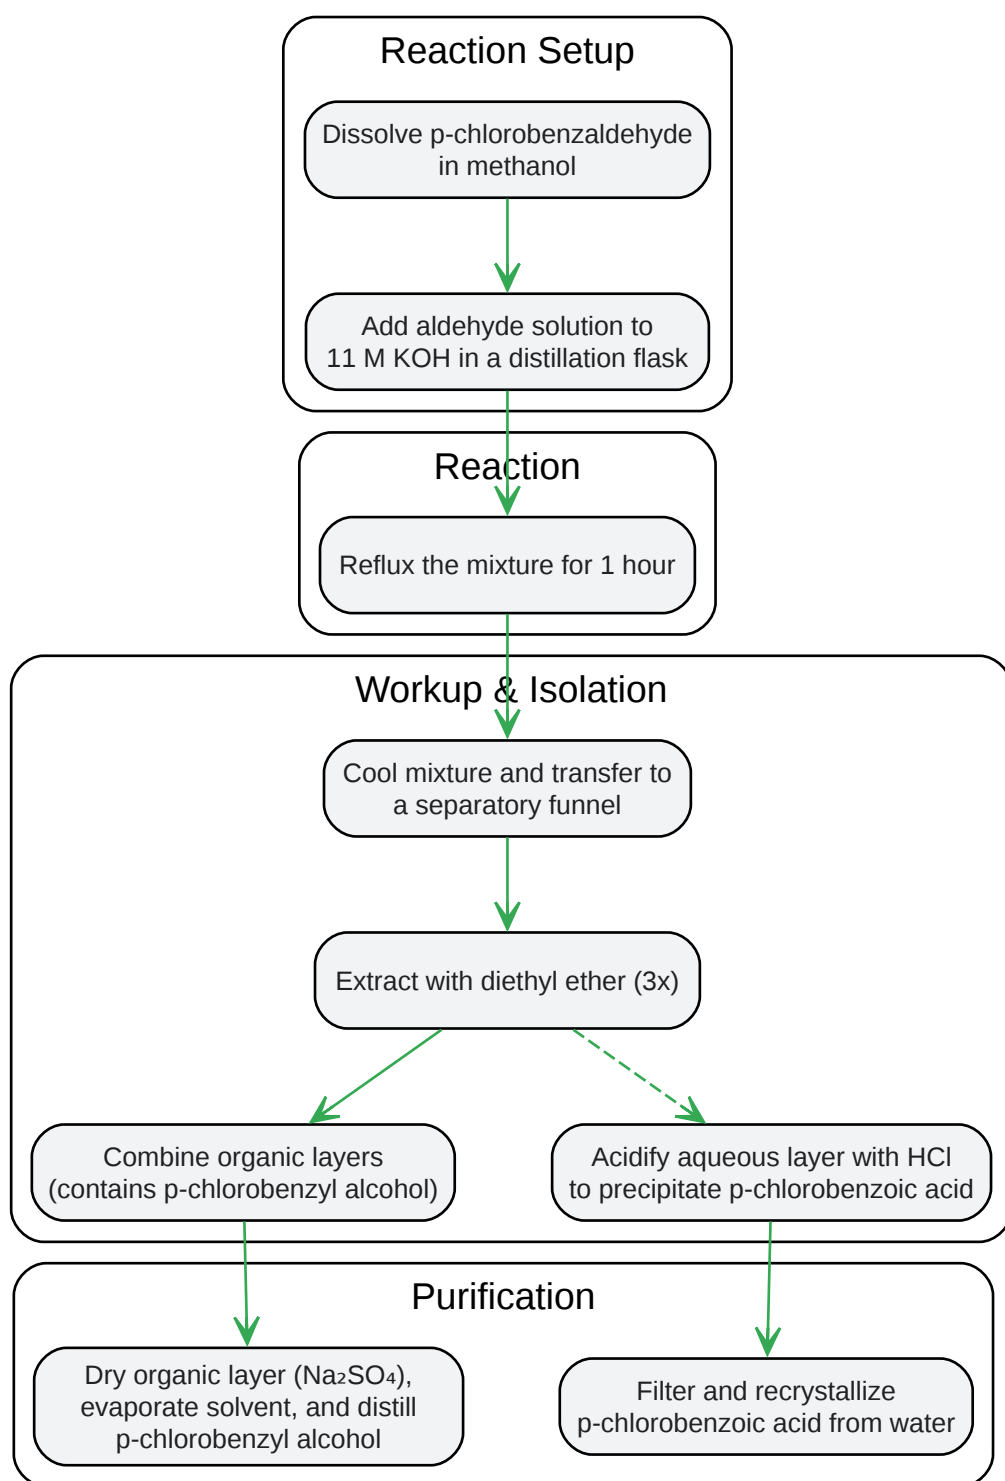 Reaction Setup
Dissolve p-chlorobenzaldehyde
in methanol
Add aldehyde solution to
11 M KOH in a distillation flask
Reaction
Reflux the mixture for 1 hour
Workup & Isolation
Cool mixture and transfer to
a separatory funnel
Extract with diethyl ether (3x)
Combine organic layers
(contains p-chlorobenzyl alcohol)
Acidify aqueous layer with HCl
to precipitate p-chlorobenzoic acid
Purification
Dry organic layer (Na₂SO₄),
evaporate solvent, and distill
p-chlorobenzyl alcohol
Filter and recrystallize
p-chlorobenzoic acid from water